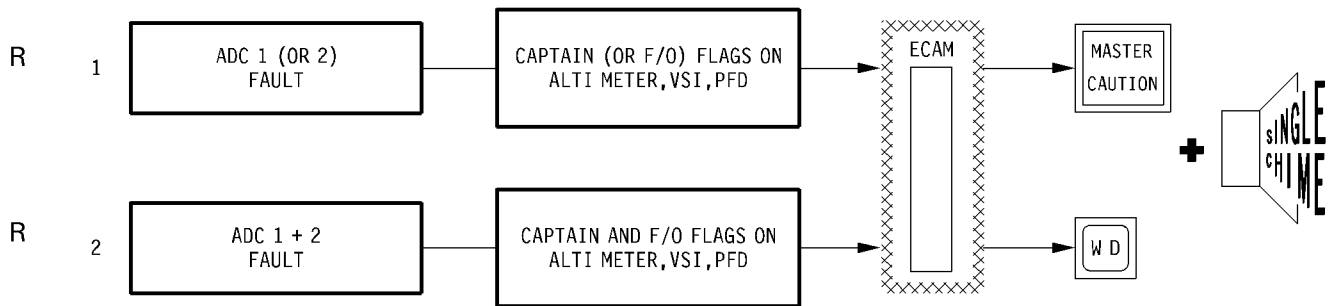 R
1
ADC 1 (OR 2)
FAULT
CAPTAIN (OR F/O) FLAGS ON
ALTI METER,VSI,PFD
ECAM
MASTER
CAUTION
SINGLE
CHIME
R
2
ADC 1 + 2
FAULT
CAPTAIN AND F/O FLAGS ON
ALTI METER,VSI,PFD
W D